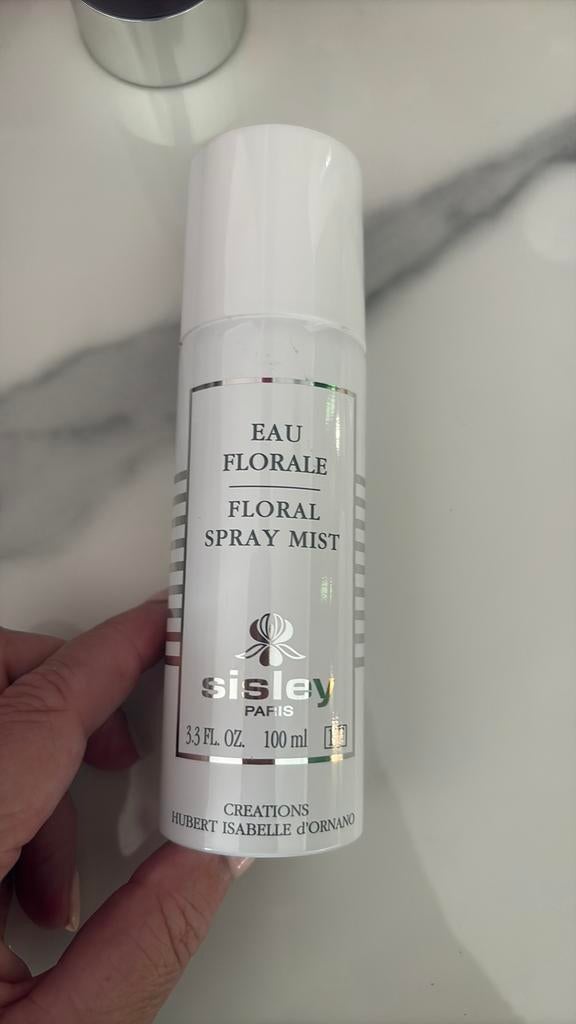 EAU
FLORALE
FLORAL
SPRAY MIST
sisley
PARIS
3.3 FL. OZ. 100 ml
CREATIONS
HUBERT ISABELLE d'ORNANO